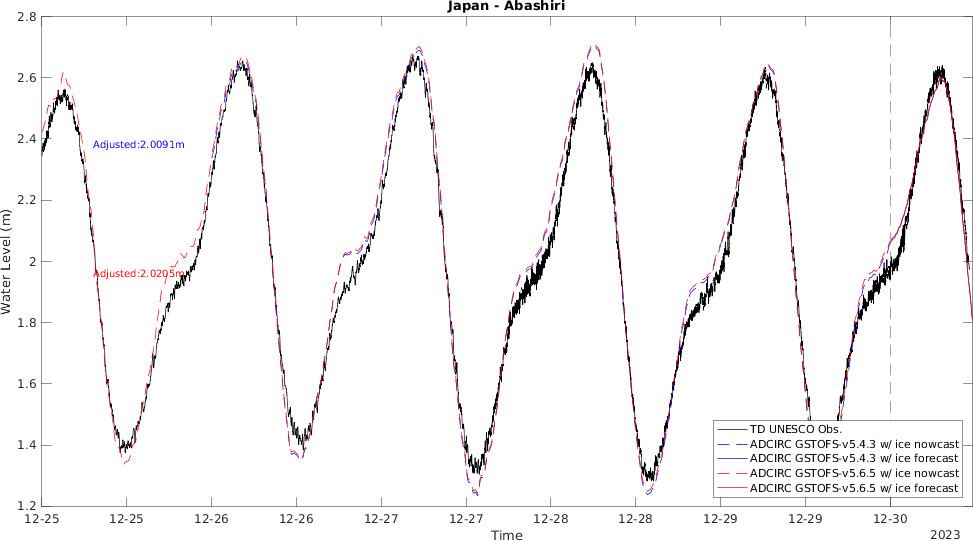 Japan - Abashiri
2.8
2.6
2.4
2.2
2
1.8
1.6
1.4
1.2
Water Level (m)
Adjusted:2.0091m
Adjusted:2.0205m
TD UNESCO Obs.
ADCIRC GSTOFS-v5.4.3 w/ ice nowcast
ADCIRC GSTOFS-v5.4.3 w/ ice forecast
ADCIRC GSTOFS-v5.6.5 w/ ice nowcast
ADCIRC GSTOFS-v5.6.5 w/ ice forecast
12-25 12-25 12-26 12-26 12-27 12-27 12-28 12-28 12-29 12-29 12-30
Time
2023